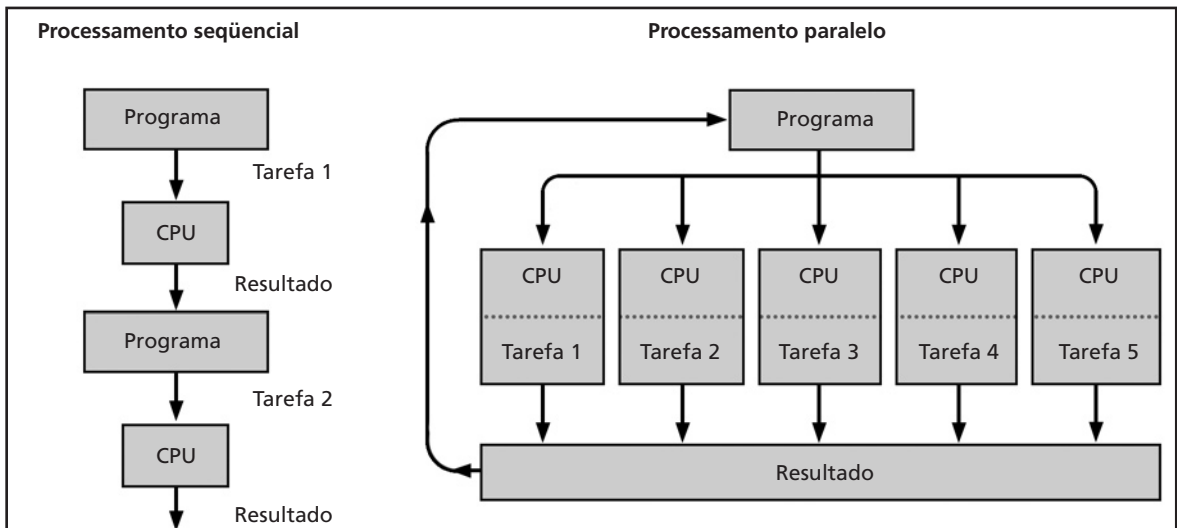 Processamento seqüencial
Programa
Tarefa 1
CPU
Resultado
Programa
Tarefa 2
CPU
Resultado
Processamento paralelo
Programa
CPU CPU CPU CPU CPU
Tarefa 1 Tarefa 2 Tarefa 3 Tarefa 4 Tarefa 5
Resultado